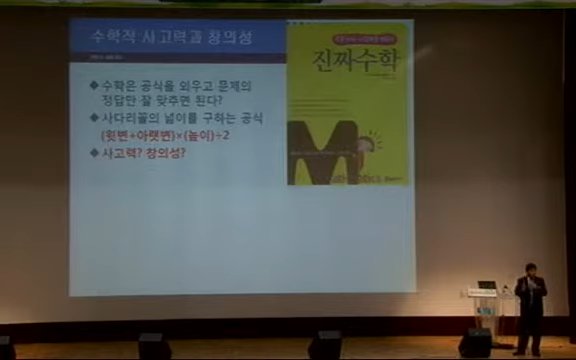 수학적 사고력과 창의성
◆ 수학은 공식을 외우고 문제의
정답만 잘 맞추면 된다?
◆ 사다리꼴의 넓이를 구하는 공식
(윗변+아랫변)×(높이)÷2
◆ 사고력? 창의성?
진짜수학